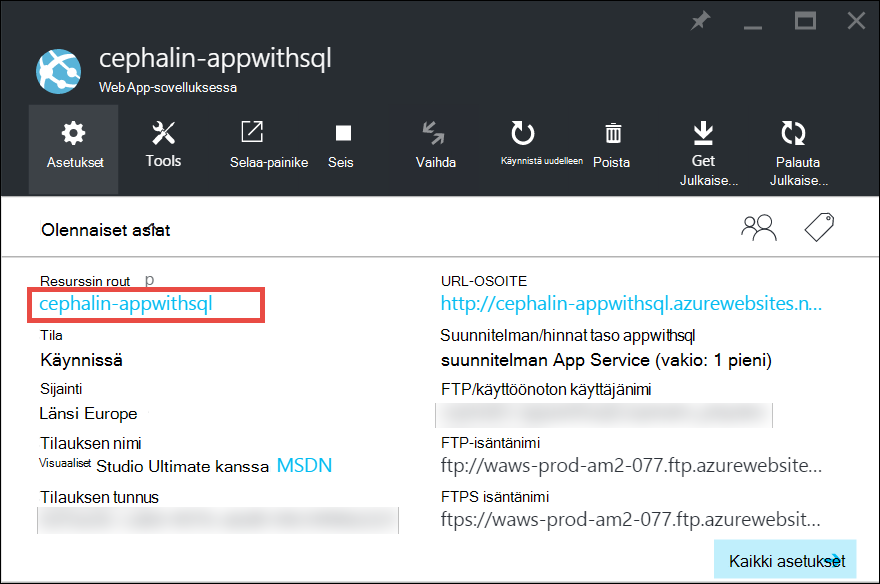 cephalin-appwithsql
Web App-sovelluksessa
Asetukset
Tools
Selaa-painike
Seis
Vaihda
Käynnistä uudelleen
Poista
Get
Julkaise...
Palauta
Julkaise...
Olennaiset asiat
Resurssin rout p
cephalin-appwithsql
Tila
Käynnissä
Sijainti
Länsi Europe
Tilauksen nimi
Visuaaliset Studio Ultimate kanssa MSDN
Tilauksen tunnus
URL-OSOITE
http://cephalin-appwithsql.azurewebsites.n...
Suunnitelman/hinnat taso appwithsql
suunnitelman App Service (vakio: 1 pieni)
FTP/käyttöönoton käyttäjänimi
FTP-isäntänimi
ftp://waws-prod-am2-077.ftp.azurewebsite...
FTPS isäntänimi
ftps://waws-prod-am2-077.ftp.azurewebsit...
Kaikki asetukset